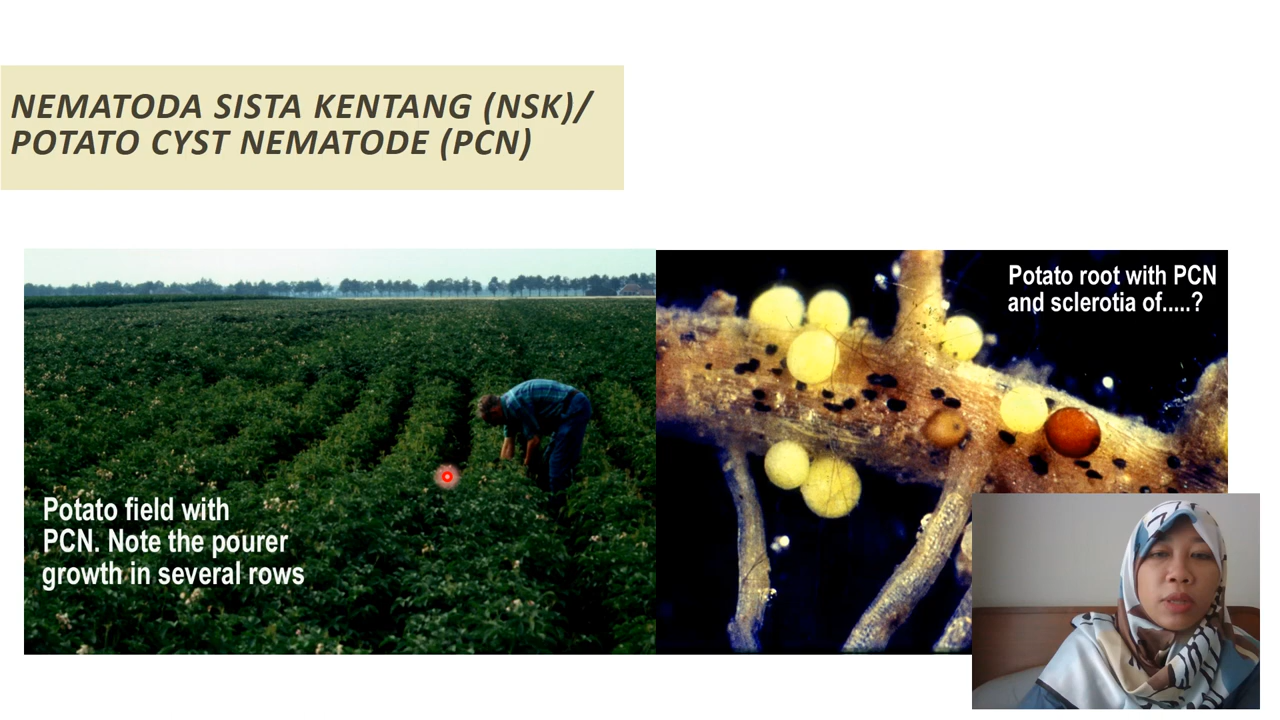 NEMATODA SISTA KENTANG (NSK)/
POTATO CYST NEMATODE (PCN)
Potato field with
PCN. Note the pourer
growth in several rows
Potato root with PCN
and sclerotia of.....?